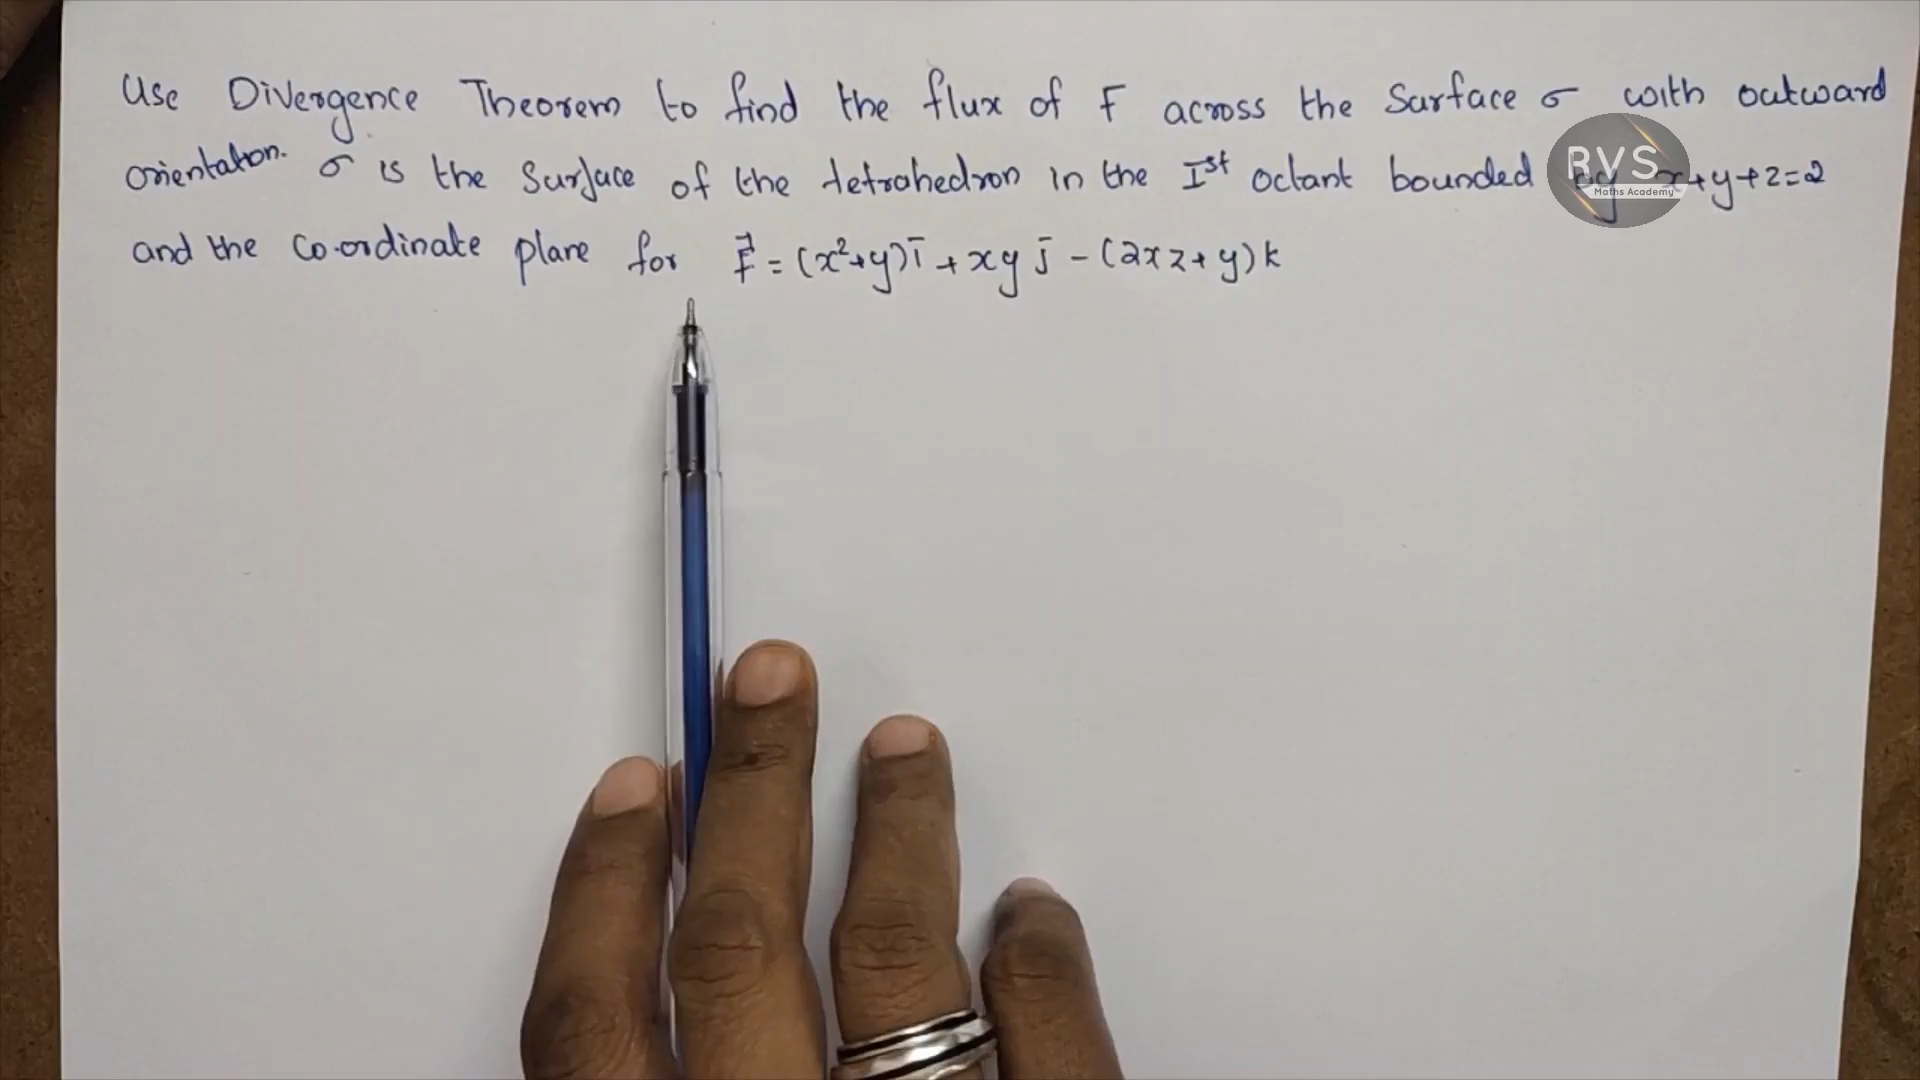 Use Divergence Theorem to find the flux of F across the Surface σ with outward
orientation. σ is the Surface of the tetrahedron in the Ist octant bounded by x+y+z=2
and the Co-ordinate plane for F⃗ = (x²+y)i̅ + xy j̅ - (2xz+y)k
RVS
Maths Academy